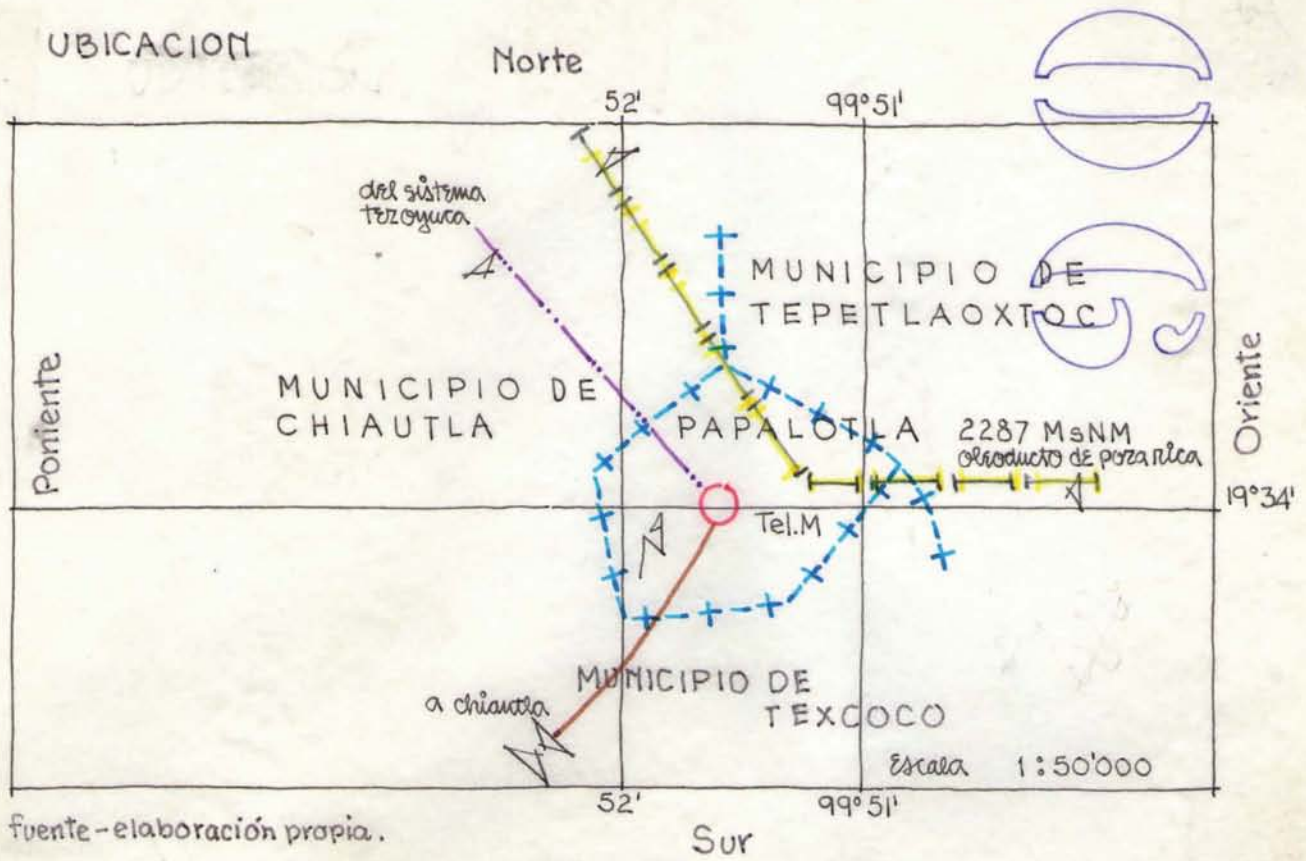 UBICACION
Norte
52'
99°51'
del sistema
tezoyuca
MUNICIPIO DE
TEPETLAOXTOC
Poniente
MUNICIPIO DE
CHIAUTLA
PAPALOTLA
2287 MSNM
oleoducto de poza rica
Oriente
19°34'
Tel.M
MUNICIPIO DE
TEXCOCO
a chiautla
Escala 1:50'000
52'
99°51'
fuente-elaboración propia.
Sur